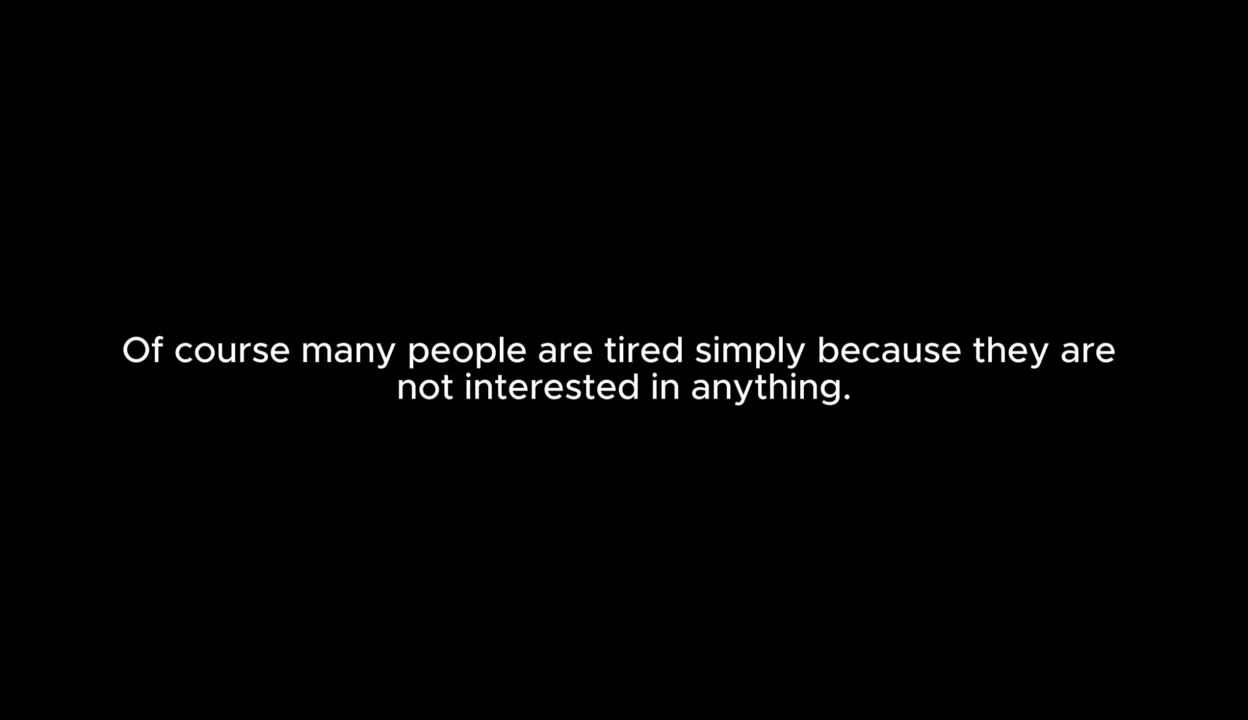 Of course many people are tired simply because they are
not interested in anything.